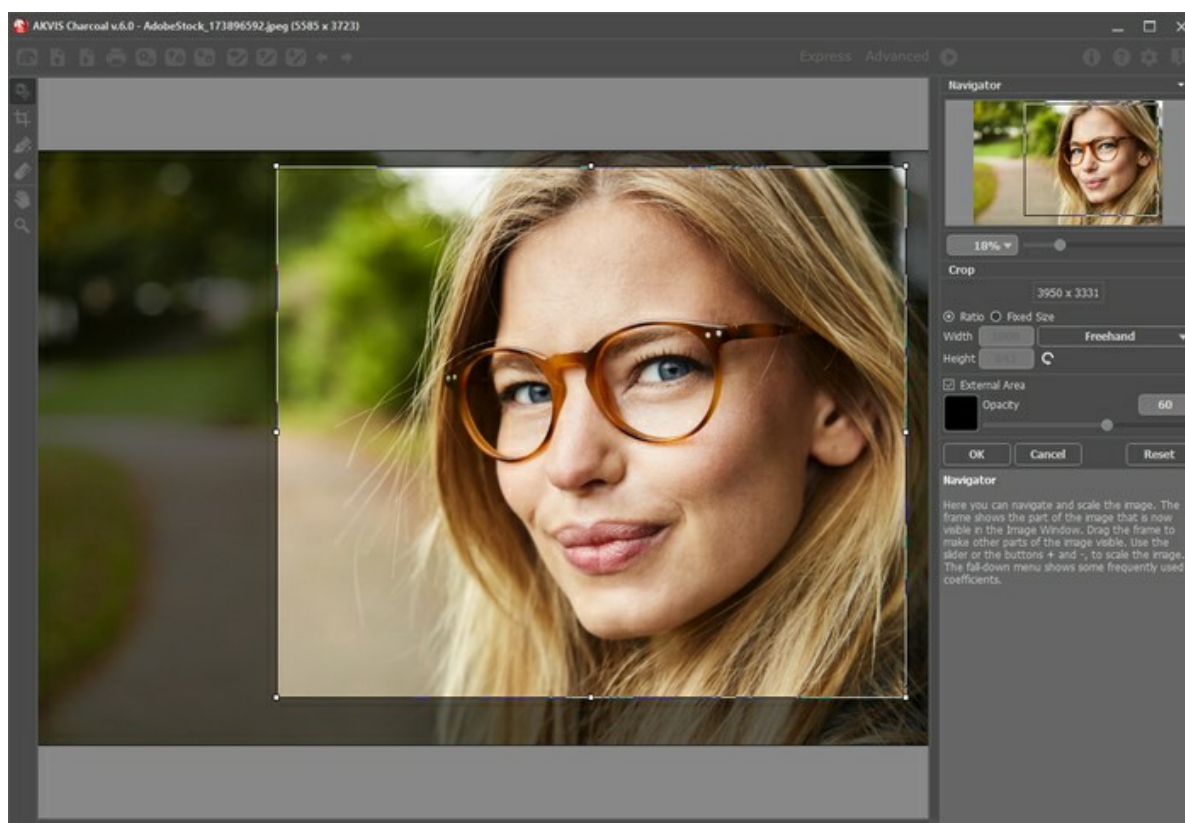 AKVIS Charcoal v.6.0 - AdobeStock_173896592.jpeg (5585 x 3723)
Express Advanced
Navigator
18%
Crop
3950 x 3331
Ratio Fixed Size
Width Freehand
Height
External Area
Opacity 60
OK Cancel Reset
Navigator
Here you can navigate and scale the image. The
frame shows the part of the image that is now
visible in the Image Window. Drag the frame to
make other parts of the image visible. Use the
slider or the buttons + and -, to scale the image.
The fall-down menu shows some frequently used
coefficients.